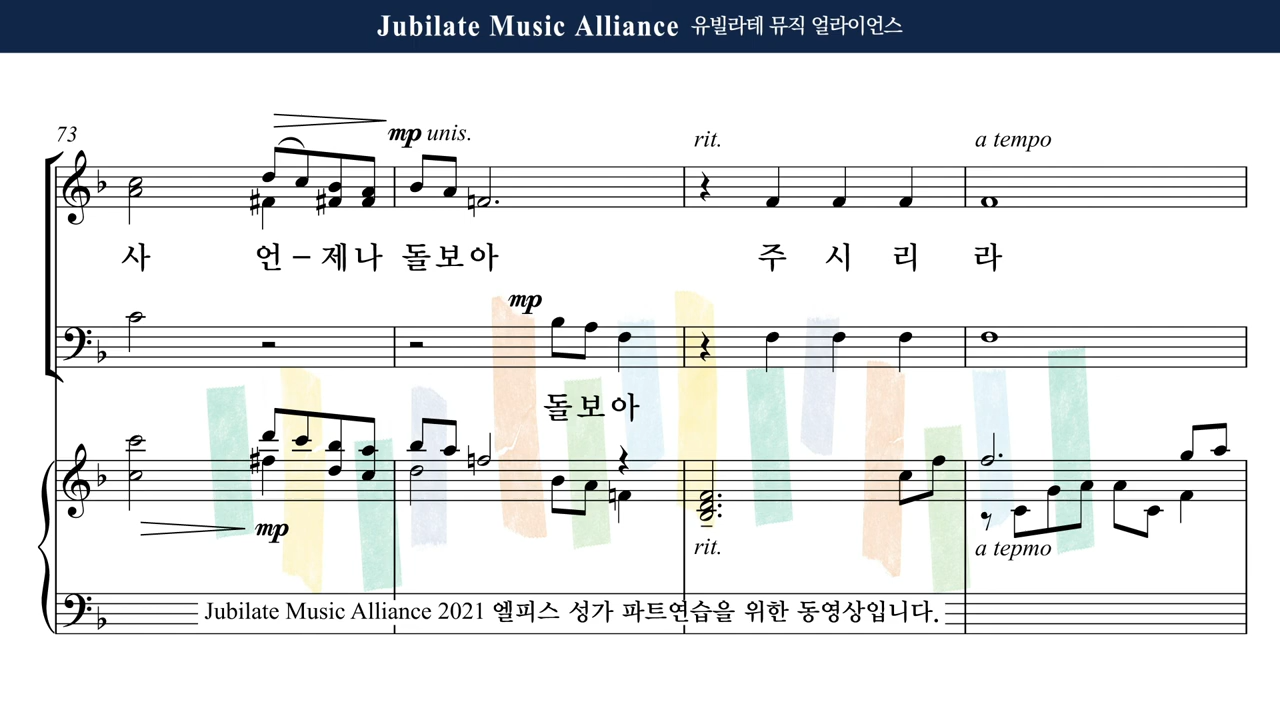 Jubilate Music Alliance 유빌라테 뮤직 얼라이언스
73
mp unis.
rit.
a tempo
사 언 – 제 나 돌 보 아 주 시 리 라
mp
돌 보 아
mp
rit.
a tepmo
Jubilate Music Alliance 2021 엘피스 성가 파트연습을 위한 동영상입니다.